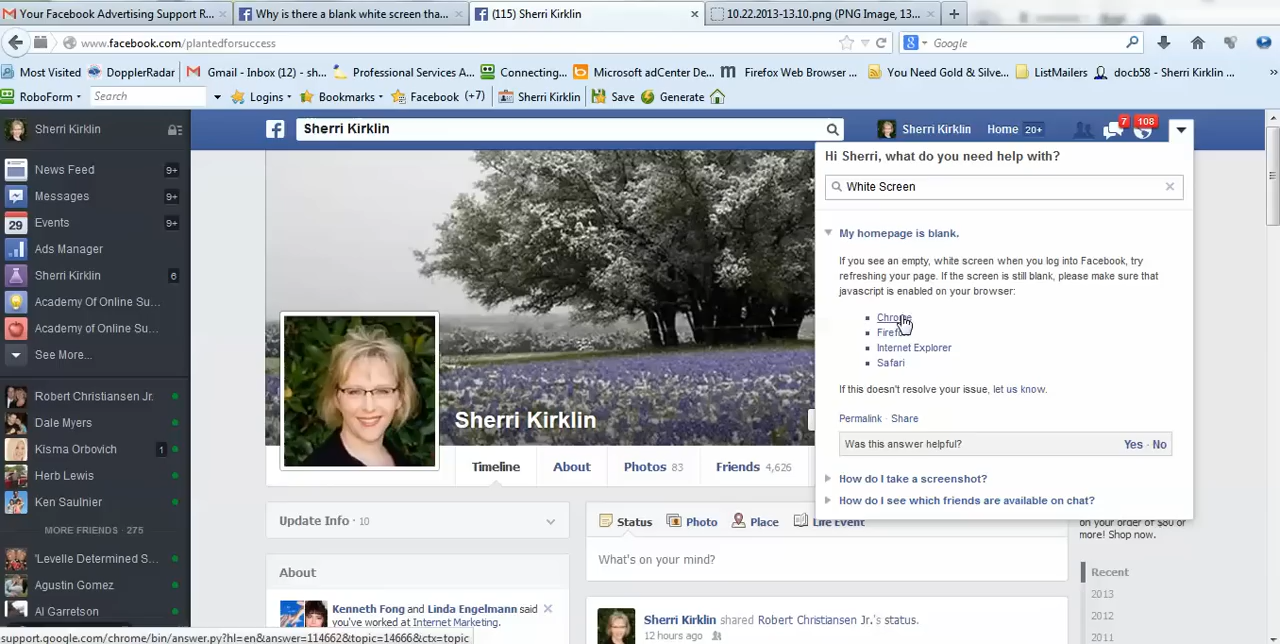 Your Facebook Advertising Support R...
Why is there a blank white screen tha...
(115) Sherri Kirklin
10.22.2013-13.10.png (PNG Image, 13...
www.facebook.com/plantedforsuccess
Google
Most Visited
DopplerRadar
Gmail - Inbox (12) - sh...
Professional Services A...
Connecting...
Microsoft adCenter De...
Firefox Web Browser ...
You Need Gold & Silve...
ListMailers
docb58 - Sherri Kirklin ...
RoboForm
Search
Logins
Bookmarks
Facebook (+7)
Sherri Kirklin
Save
Generate
Sherri Kirklin
Sherri Kirklin
Sherri Kirklin
Home 20+
7
108
News Feed 9+
Messages 9+
29 Events 9+
Ads Manager
Sherri Kirklin 6
Academy Of Online Su...
Academy of Online Su...
See More...
Robert Christiansen Jr.
Dale Myers
Kisma Orbovich 1
Herb Lewis
Ken Saulnier
MORE FRIENDS · 275
'Levelle Determined S...
Agustin Gomez
Al Garretson
Hi Sherri, what do you need help with?
White Screen
My homepage is blank.
If you see an empty, white screen when you log into Facebook, try
refreshing your page. If the screen is still blank, please make sure that
javascript is enabled on your browser:
Chrome
Firefox
Internet Explorer
Safari
If this doesn't resolve your issue, let us know.
Permalink · Share
Was this answer helpful? Yes · No
How do I take a screenshot?
How do I see which friends are available on chat?
Sherri Kirklin
Timeline
About
Photos 83
Friends 4,626
Update Info · 10
About
Kenneth Fong and Linda Engelmann said
you've worked at Internet Marketing.
Status
Photo
Place
Life Event
What's on your mind?
Sherri Kirklin shared Robert Christiansen Jr.'s status.
12 hours ago
on your order of $80 or
more! Shop now.
Recent
2013
2012
2011
support.google.com/chrome/bin/answer.py?hl=en&answer=114662&topic=14666&ctx=topic